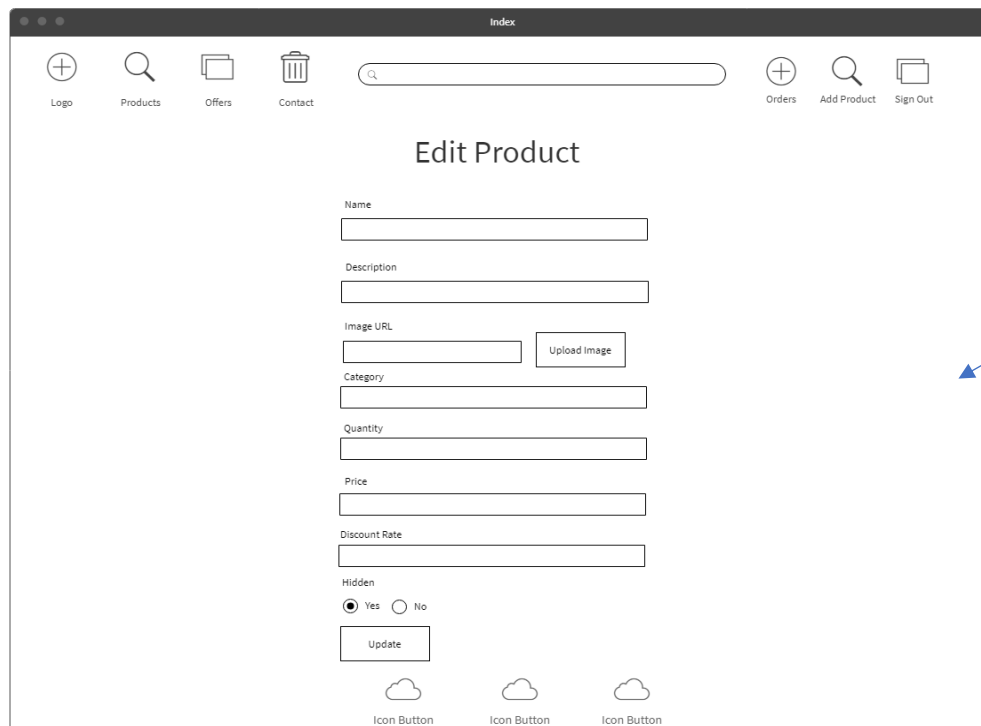 Index
Logo Products Offers Contact Orders Add Product Sign Out
Edit Product
Name
Description
Image URL
Upload Image
Category
Quantity
Price
Discount Rate
Hidden
Yes No
Update
Icon Button Icon Button Icon Button